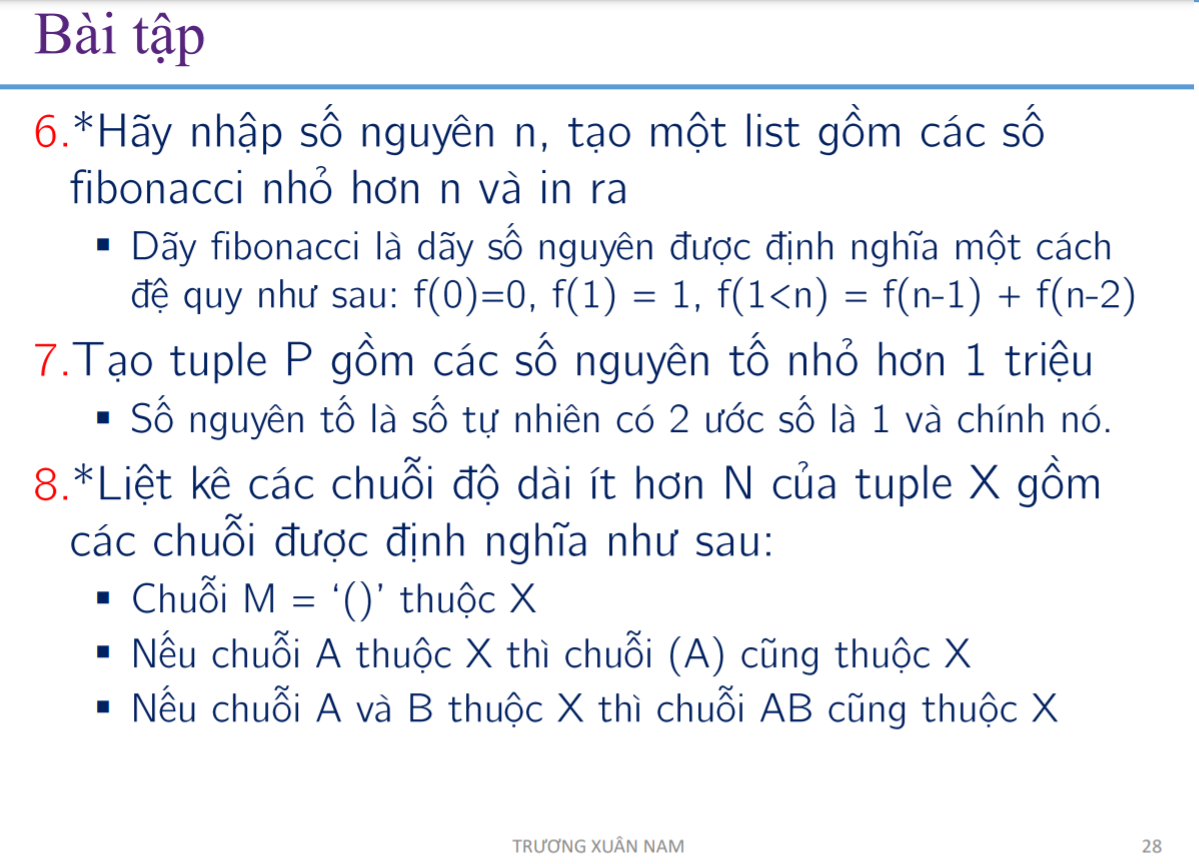 Bài tập
6.*Hãy nhập số nguyên n, tạo một list gồm các số
fibonacci nhỏ hơn n và in ra
▪ Dãy fibonacci là dãy số nguyên được định nghĩa một cách
đệ quy như sau: f(0)=0, f(1) = 1, f(1<n) = f(n-1) + f(n-2)
7.Tạo tuple P gồm các số nguyên tố nhỏ hơn 1 triệu
▪ Số nguyên tố là số tự nhiên có 2 ước số là 1 và chính nó.
8.*Liệt kê các chuỗi độ dài ít hơn N của tuple X gồm
các chuỗi được định nghĩa như sau:
▪ Chuỗi M = ‘()’ thuộc X
▪ Nếu chuỗi A thuộc X thì chuỗi (A) cũng thuộc X
▪ Nếu chuỗi A và B thuộc X thì chuỗi AB cũng thuộc X
TRƯƠNG XUÂN NAM
28